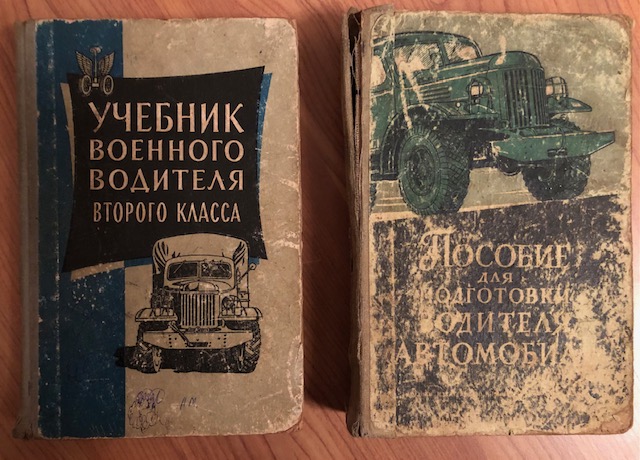 УЧЕБНИК
ВОЕННОГО
ВОДИТЕЛЯ
ВТОРОГО КЛАССА
ПОСОБИЕ
ДЛЯ
ПОДГОТОВКИ
ВОДИТЕЛЯ
АВТОМОБИЛЯ